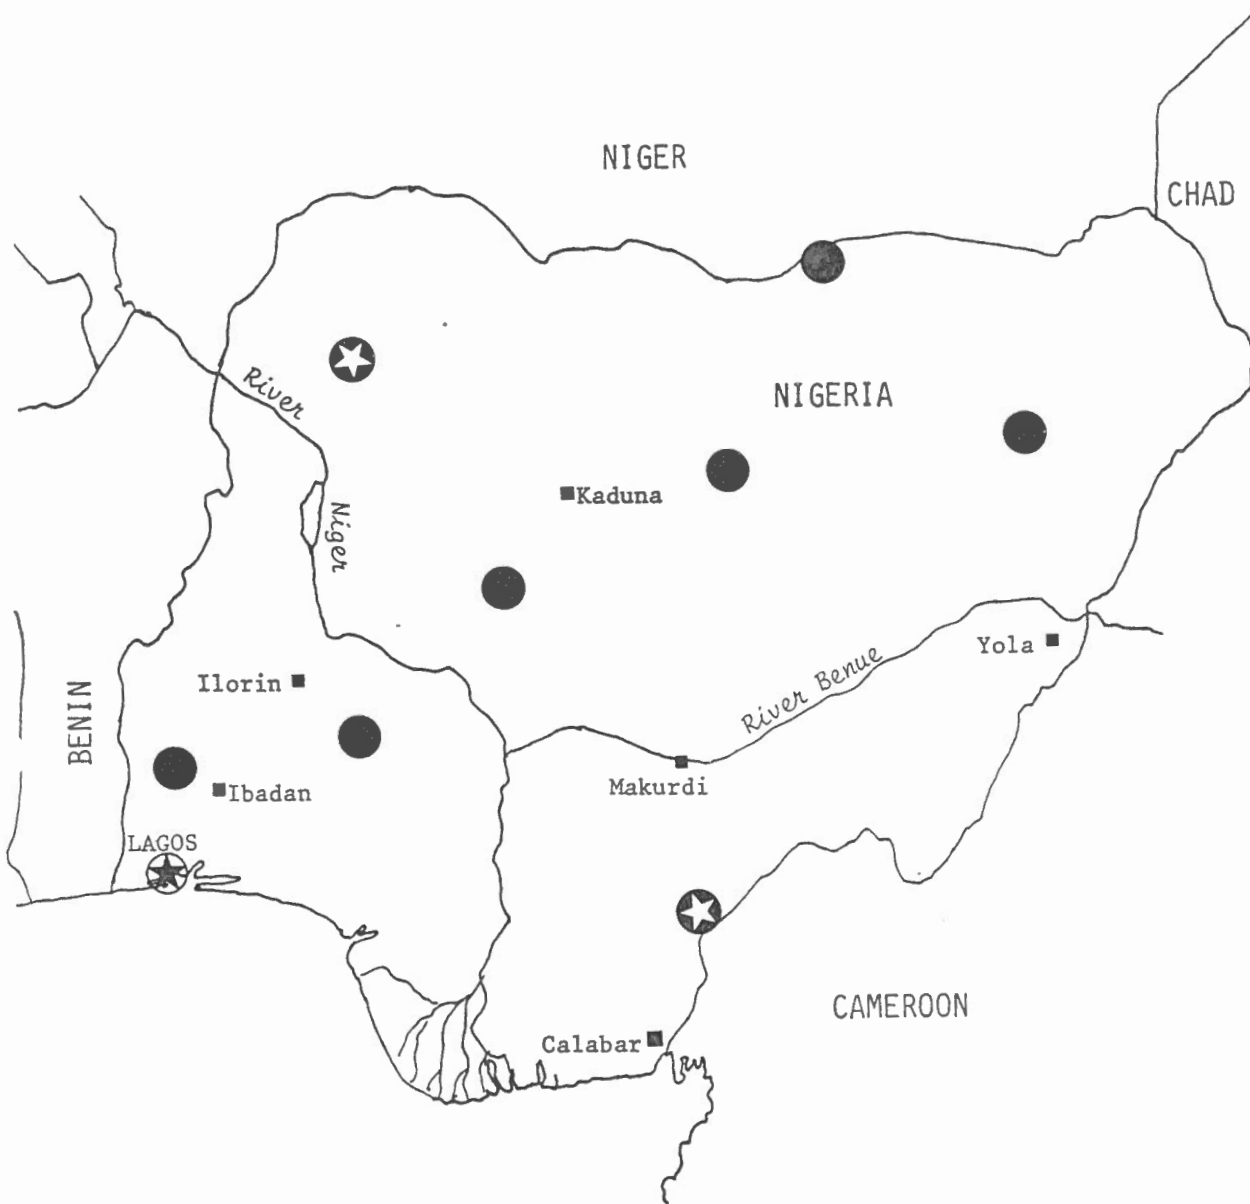 NIGER
CHAD
River
NIGERIA
Kaduna
Niger
Yola
River Benue
Ilorin
BENIN
Ibadan
Makurdi
LAGOS
CAMEROON
Calabar